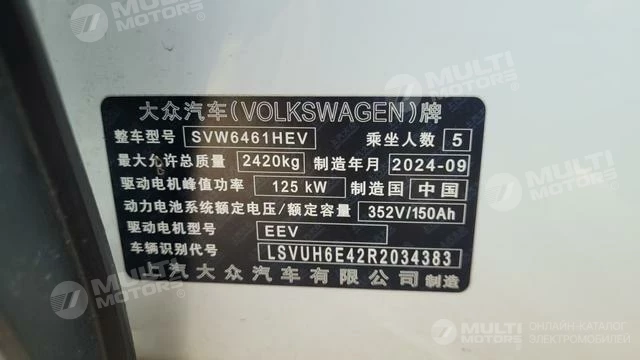 MULTI MOTORS
MULTI MOTORS
MULTI MOTORS
大众汽车(VOLKSWAGEN)牌
整车型号 SVW6461HEV 乘坐人数 5
最大允许总质量 2420kg 制造年月 2024-09
驱动电机峰值功率 125 kW 制造国 中国
动力电池系统额定电压/额定容量 352V/150Ah
驱动电机型号 EEV
车辆识别代号 LSVUH6E42R2034383
上汽大众汽车有限公司 制造
MULTI MOTORS
MULTI MOTORS
ОНЛАЙН-КАТАЛОГ
ЭЛЕКТРОМОБИЛЕЙ